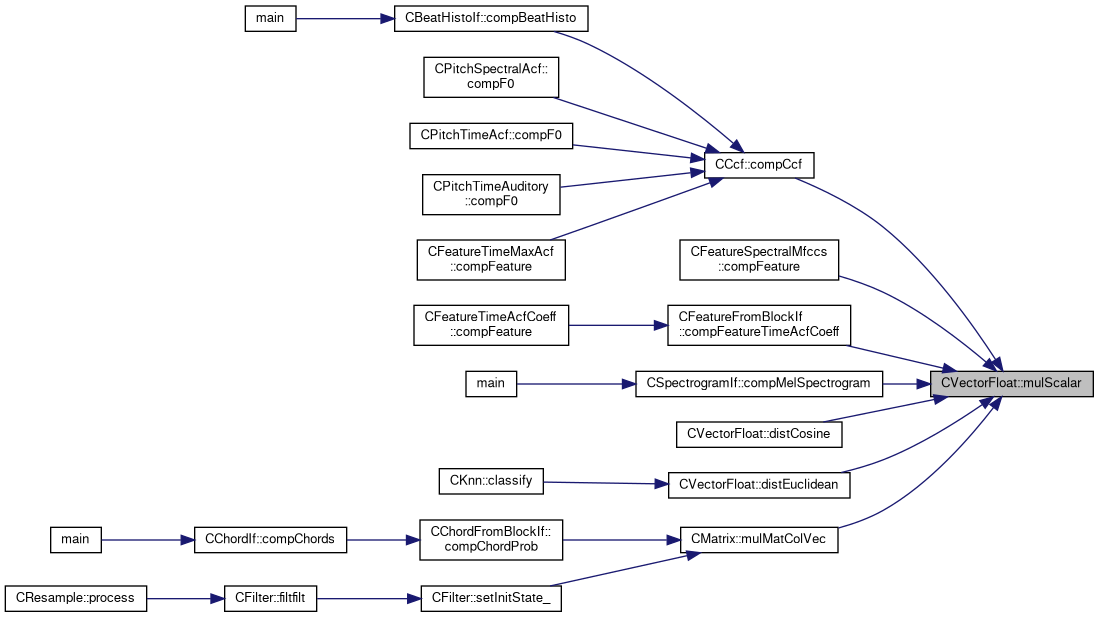 main
CBeatHistoIf::compBeatHisto
CPitchSpectralAcf::
compF0
CPitchTimeAcf::compF0
CCcf::compCcf
CPitchTimeAuditory
::compF0
CFeatureTimeMaxAcf
::compFeature
CFeatureSpectralMfccs
::compFeature
CFeatureTimeAcfCoeff
::compFeature
CFeatureFromBlockIf
::compFeatureTimeAcfCoeff
main
CSpectrogramIf::compMelSpectrogram
CVectorFloat::mulScalar
CVectorFloat::distCosine
CKnn::classify
CVectorFloat::distEuclidean
main
CChordIf::compChords
CChordFromBlockIf::
compChordProb
CMatrix::mulMatColVec
CResample::process
CFilter::filtfilt
CFilter::setInitState_